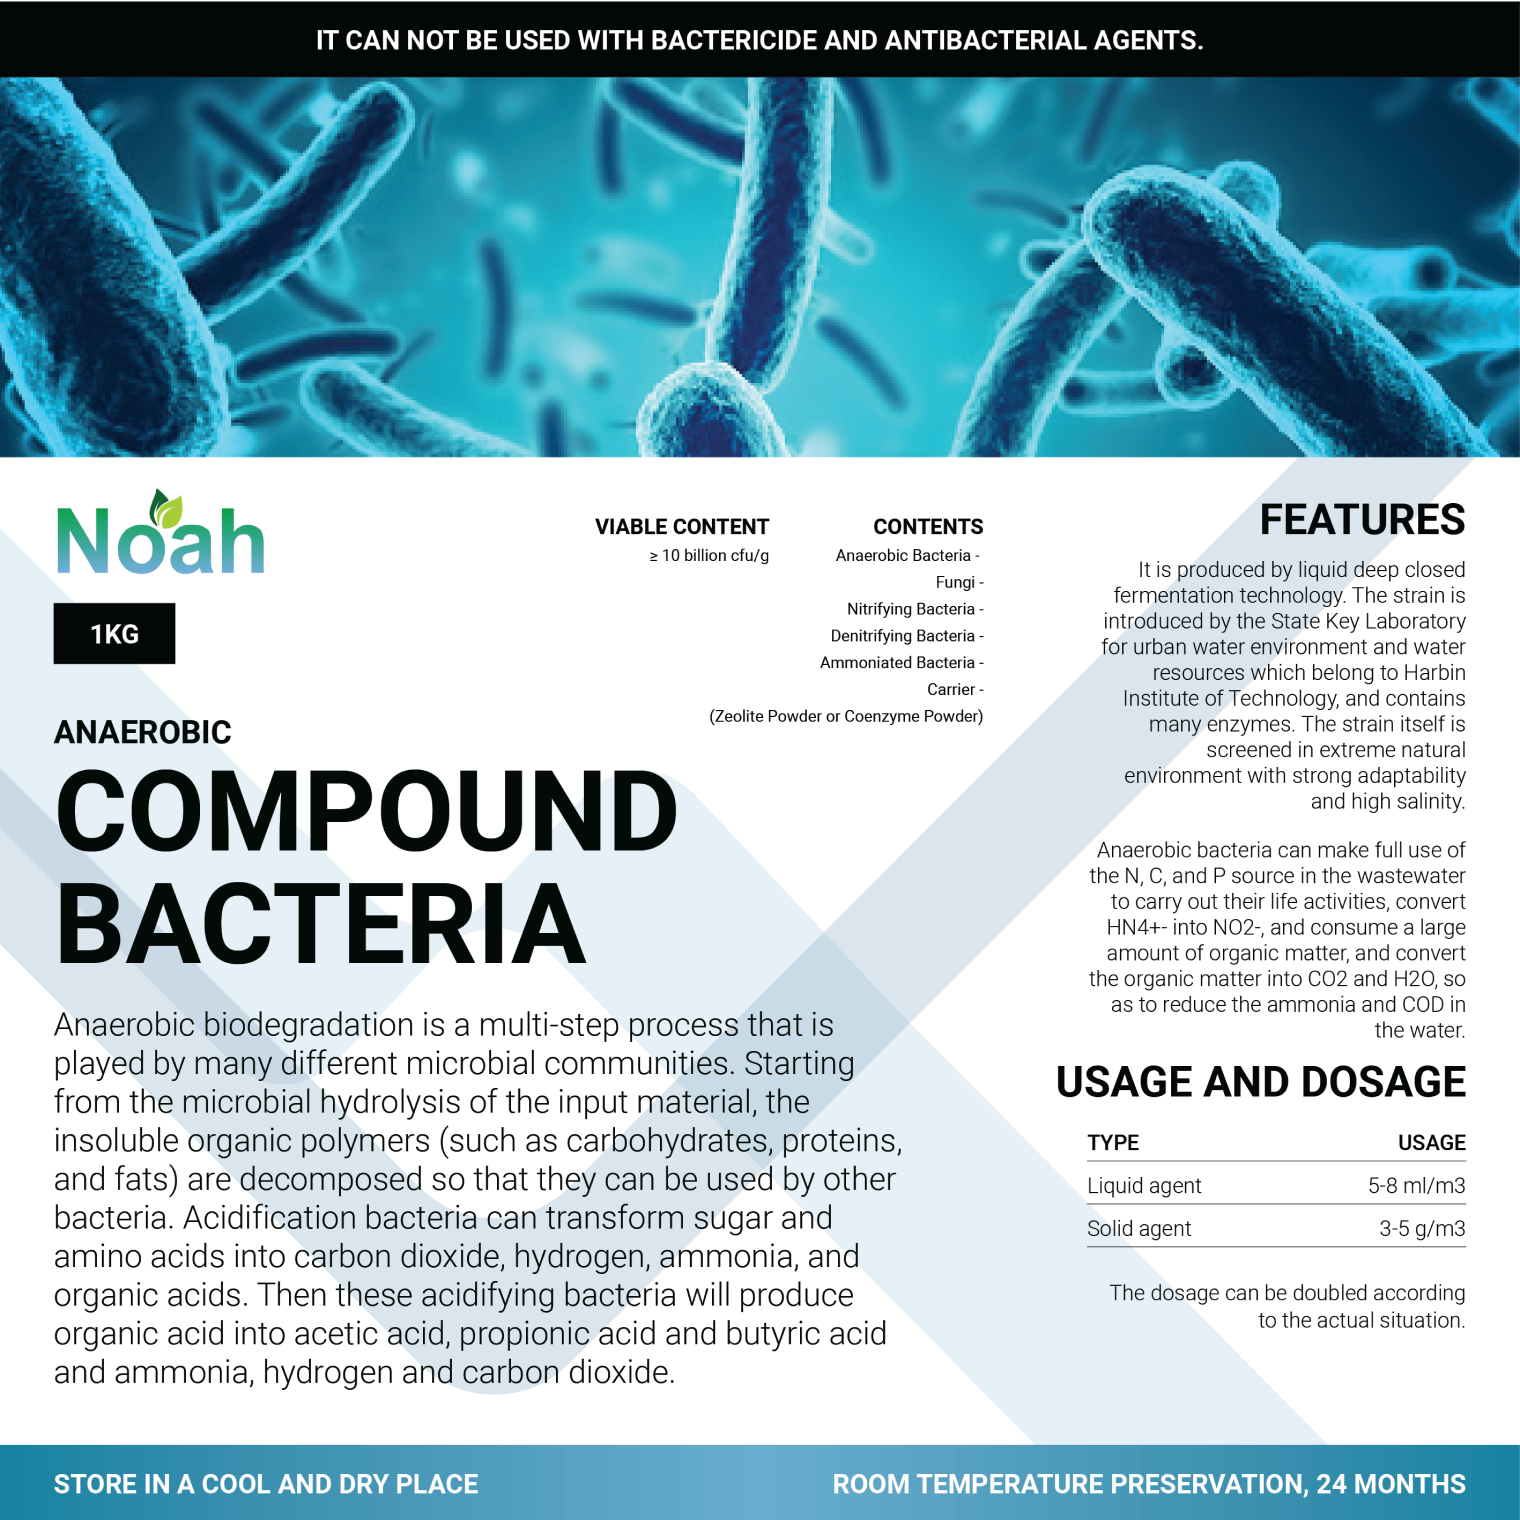 IT CAN NOT BE USED WITH BACTERICIDE AND ANTIBACTERIAL AGENTS.
Noah
1KG
VIABLE CONTENT
≥ 10 billion cfu/g
CONTENTS
Anaerobic Bacteria -
Fungi -
Nitrifying Bacteria -
Denitrifying Bacteria -
Ammoniated Bacteria -
Carrier -
(Zeolite Powder or Coenzyme Powder)
ANAEROBIC
COMPOUND
BACTERIA
Anaerobic biodegradation is a multi-step process that is
played by many different microbial communities. Starting
from the microbial hydrolysis of the input material, the
insoluble organic polymers (such as carbohydrates, proteins,
and fats) are decomposed so that they can be used by other
bacteria. Acidification bacteria can transform sugar and
amino acids into carbon dioxide, hydrogen, ammonia, and
organic acids. Then these acidifying bacteria will produce
organic acid into acetic acid, propionic acid and butyric acid
and ammonia, hydrogen and carbon dioxide.
FEATURES
It is produced by liquid deep closed
fermentation technology. The strain is
introduced by the State Key Laboratory
for urban water environment and water
resources which belong to Harbin
Institute of Technology, and contains
many enzymes. The strain itself is
screened in extreme natural
environment with strong adaptability
and high salinity.
Anaerobic bacteria can make full use of
the N, C, and P source in the wastewater
to carry out their life activities, convert
HN4+- into NO2-, and consume a large
amount of organic matter, and convert
the organic matter into CO2 and H2O, so
as to reduce the ammonia and COD in
the water.
USAGE AND DOSAGE
TYPE USAGE
Liquid agent 5-8 ml/m3
Solid agent 3-5 g/m3
The dosage can be doubled according
to the actual situation.
STORE IN A COOL AND DRY PLACE
ROOM TEMPERATURE PRESERVATION, 24 MONTHS